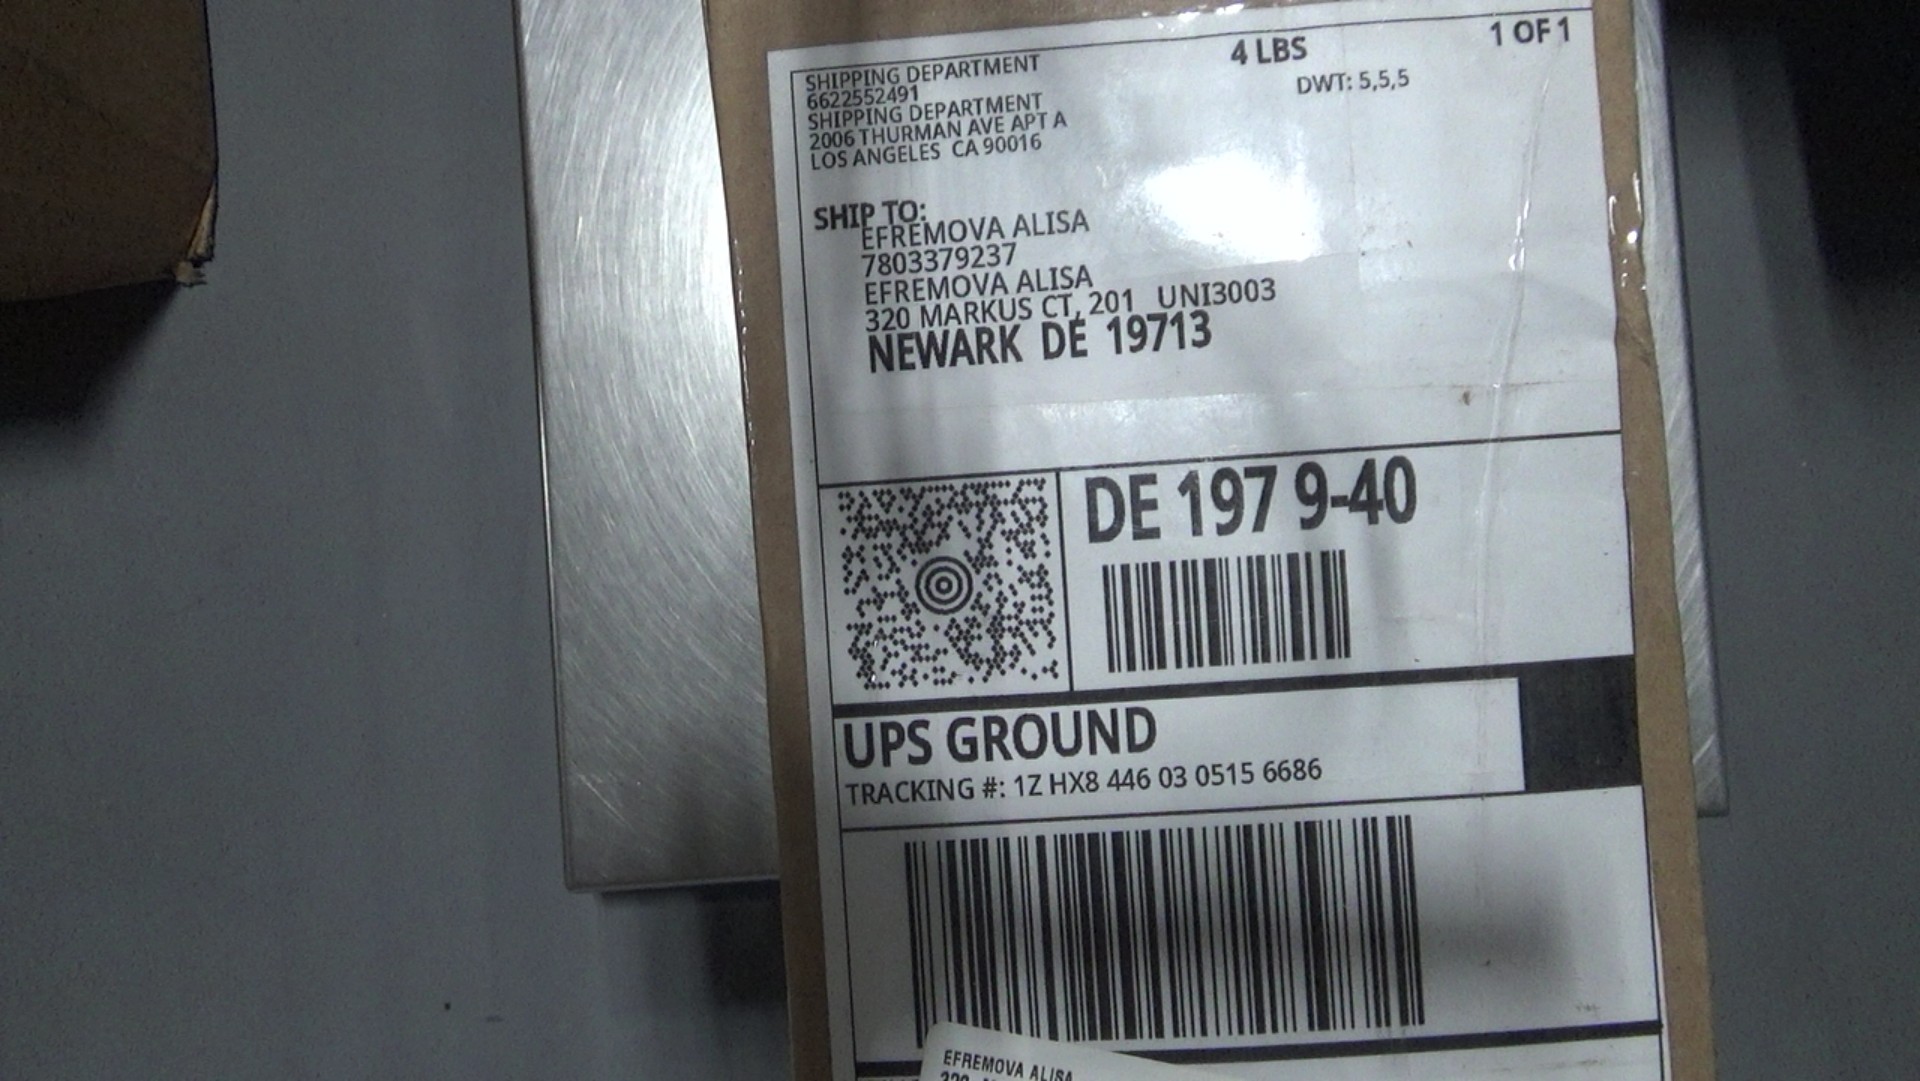 SHIPPING DEPARTMENT
6622552491
SHIPPING DEPARTMENT
2006 THURMAN AVE APT A
LOS ANGELES CA 90016
4 LBS
1 OF 1
DWT: 5,5,5
SHIP TO:
EFREMOVA ALISA
7803379237
EFREMOVA ALISA
320 MARKUS CT, 201 UNI3003
NEWARK DE 19713
DE 197 9-40
UPS GROUND
TRACKING #: 1Z HX8 446 03 0515 6686
EFREMOVA ALISA